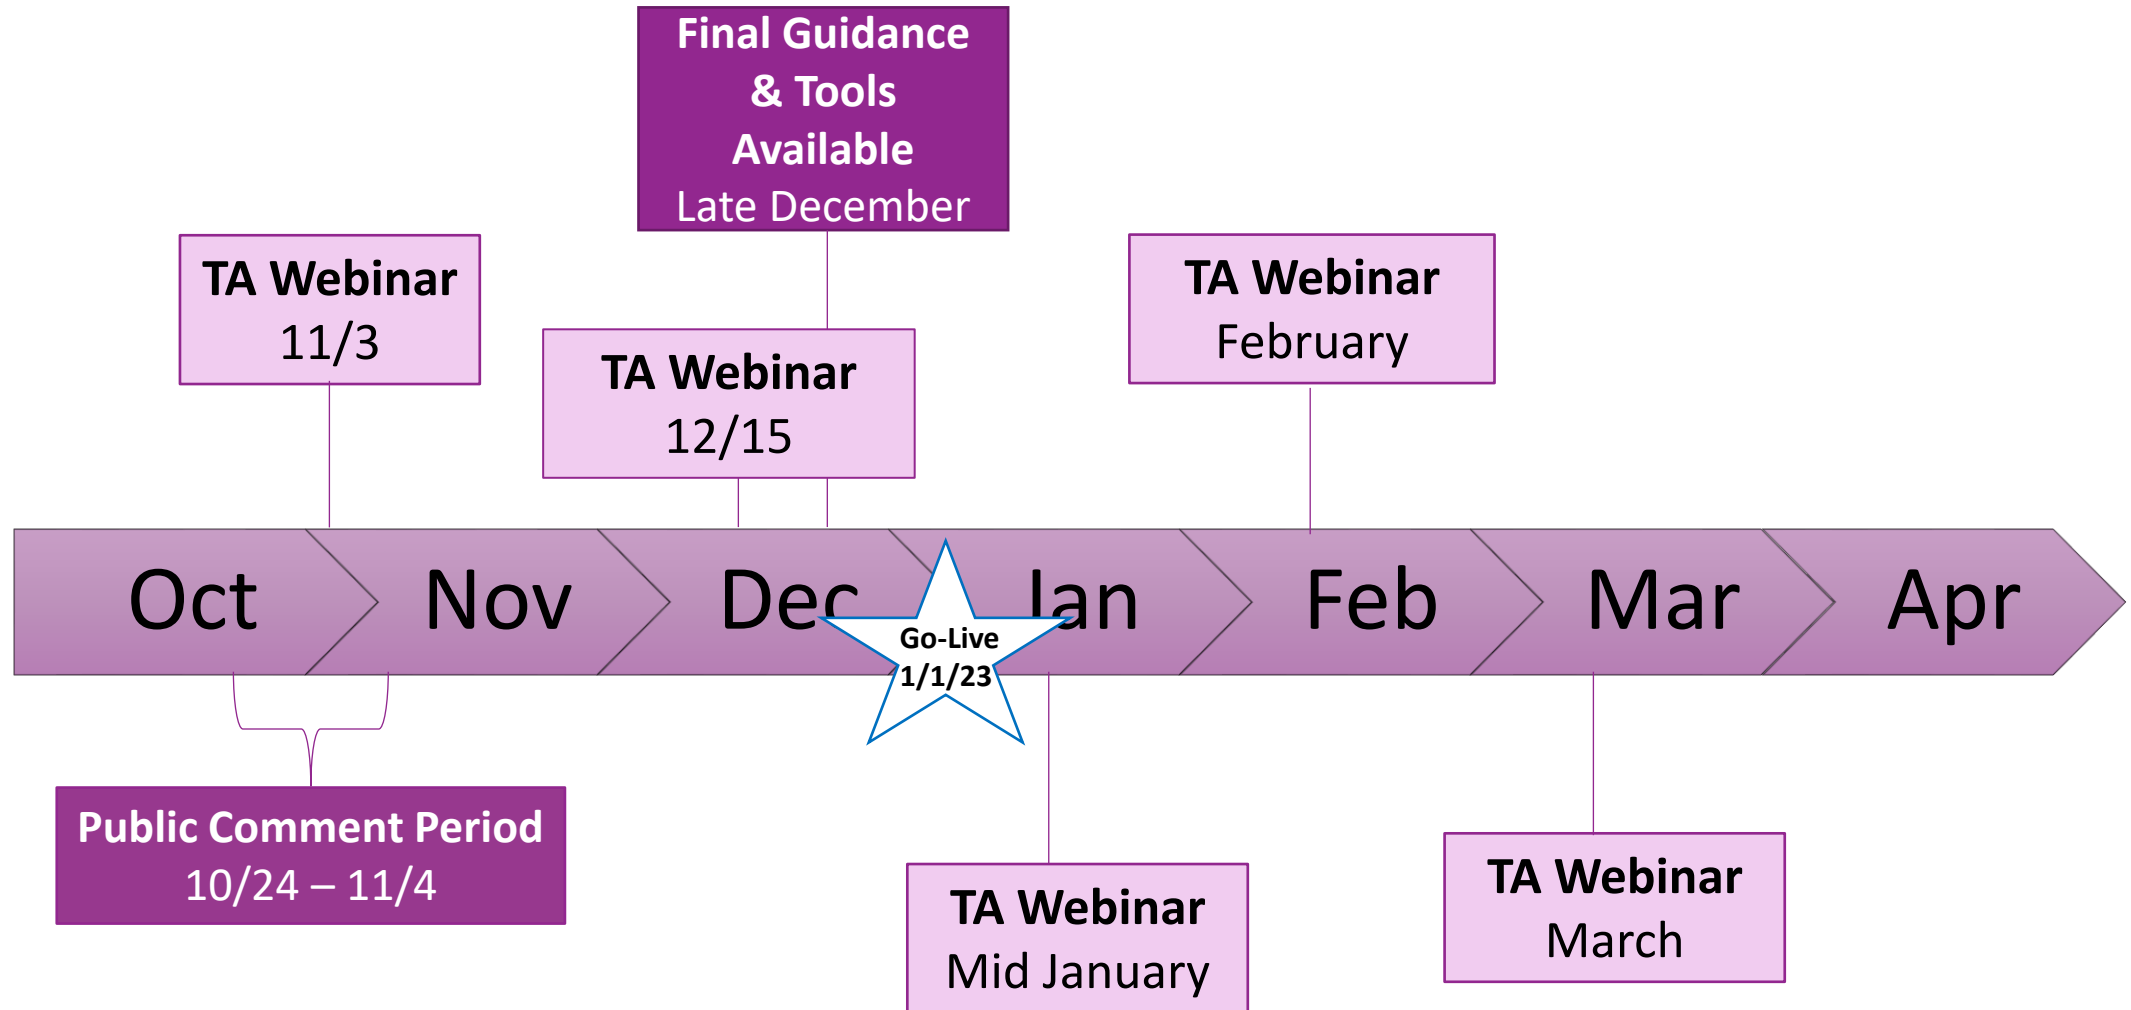 Final Guidance
& Tools
Available
Late December
TA Webinar
11/3
TA Webinar
February
TA Webinar
12/15
Oct
Nov
Dec
Jan
Feb
Mar
Apr
Go-Live
1/1/23
Public Comment Period
10/24 – 11/4
TA Webinar
Mid January
TA Webinar
March